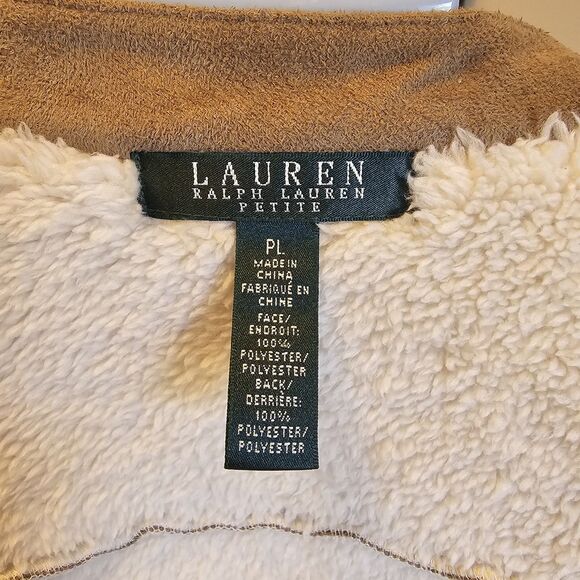 LAUREN
RALPH LAUREN
PETITE
PL
MADE IN
CHINA
FABRIQUÉ EN
CHINE
FACE/
ENDROIT:
100%
POLYESTER/
POLYESTER
BACK/
DERRIÈRE:
100%
POLYESTER/
POLYESTER